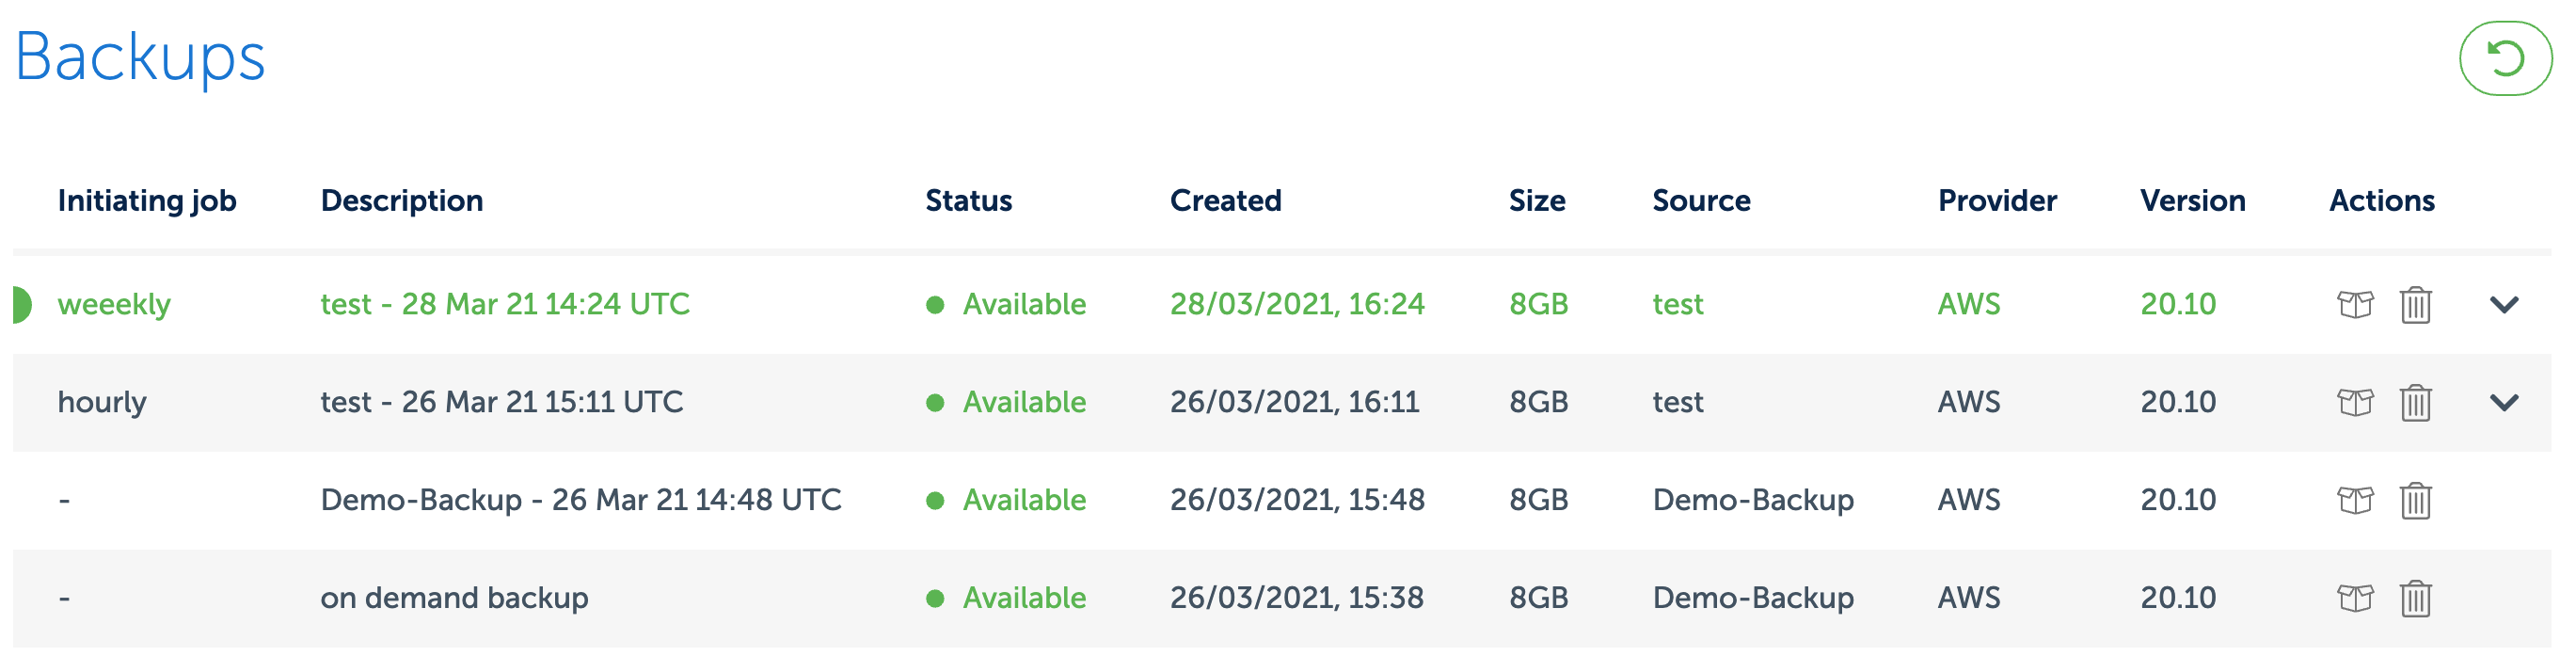 Backups
Initiating job Description Status Created Size Source Provider Version Actions
weeekly test - 28 Mar 21 14:24 UTC Available 28/03/2021, 16:24 8GB test AWS 20.10
hourly test - 26 Mar 21 15:11 UTC Available 26/03/2021, 16:11 8GB test AWS 20.10
- Demo-Backup - 26 Mar 21 14:48 UTC Available 26/03/2021, 15:48 8GB Demo-Backup AWS 20.10
- on demand backup Available 26/03/2021, 15:38 8GB Demo-Backup AWS 20.10